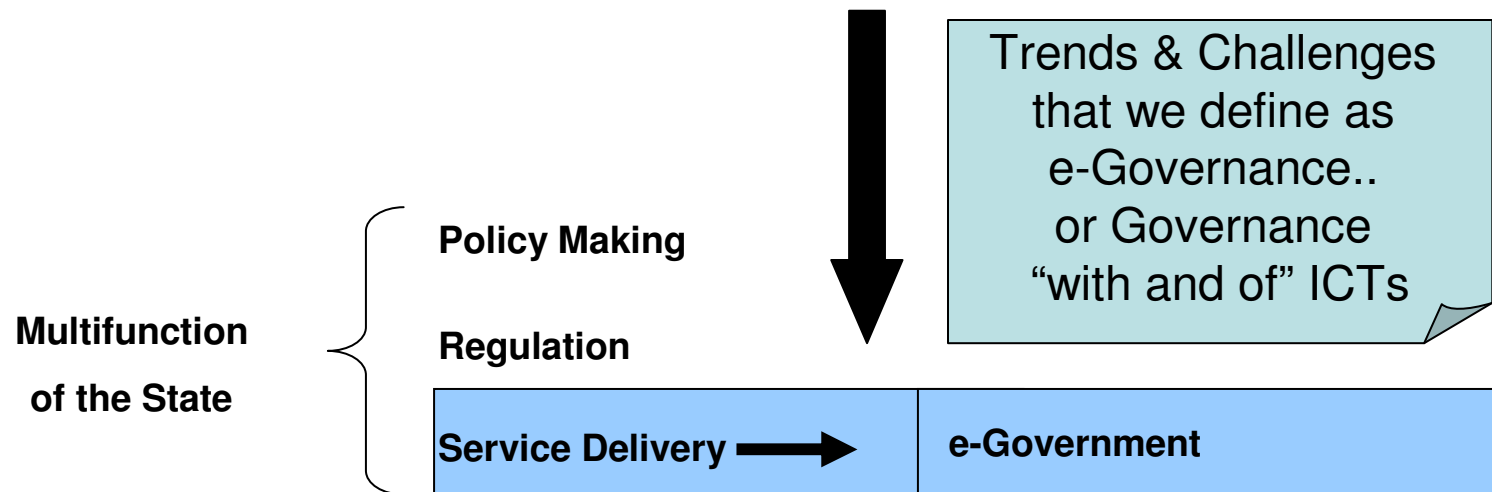 Trends & Challenges
that we define as
e-Governance..
or Governance
“with and of” ICTs
Multifunction
of the State
Policy Making
Regulation
Service Delivery
e-Government